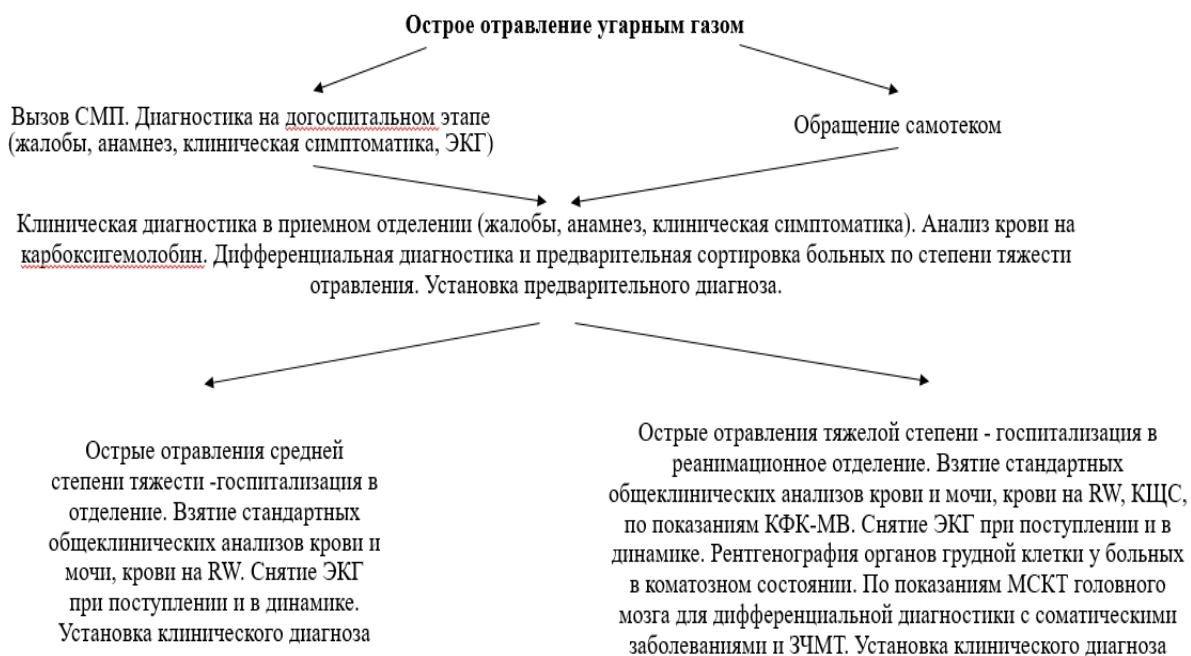 Острое отравление угарным газом
Вызов СМП. Диагностика на догоспитальном этапе
(жалобы, анамнез, клиническая симптоматика, ЭКГ)
Обращение самотеком
Клиническая диагностика в приемном отделении (жалобы, анамнез, клиническая симптоматика). Анализ крови на
карбоксигемолобин. Дифференциальная диагностика и предварительная сортировка больных по степени тяжести
отравления. Установка предварительного диагноза.
Острые отравления средней
степени тяжести -госпитализация в
отделение. Взятие стандартных
общеклинических анализов крови и
мочи, крови на RW. Снятие ЭКГ
при поступлении и в динамике.
Установка клинического диагноза
Острые отравления тяжелой степени - госпитализация в
реанимационное отделение. Взятие стандартных
общеклинических анализов крови и мочи, крови на RW, КЩС,
по показаниям КФК-МВ. Снятие ЭКГ при поступлении и в
динамике. Рентгенография органов грудной клетки у больных
в коматозном состоянии. По показаниям МСКТ головного
мозга для дифференциальной диагностики с соматическими
заболеваниями и ЗЧМТ. Установка клинического диагноза